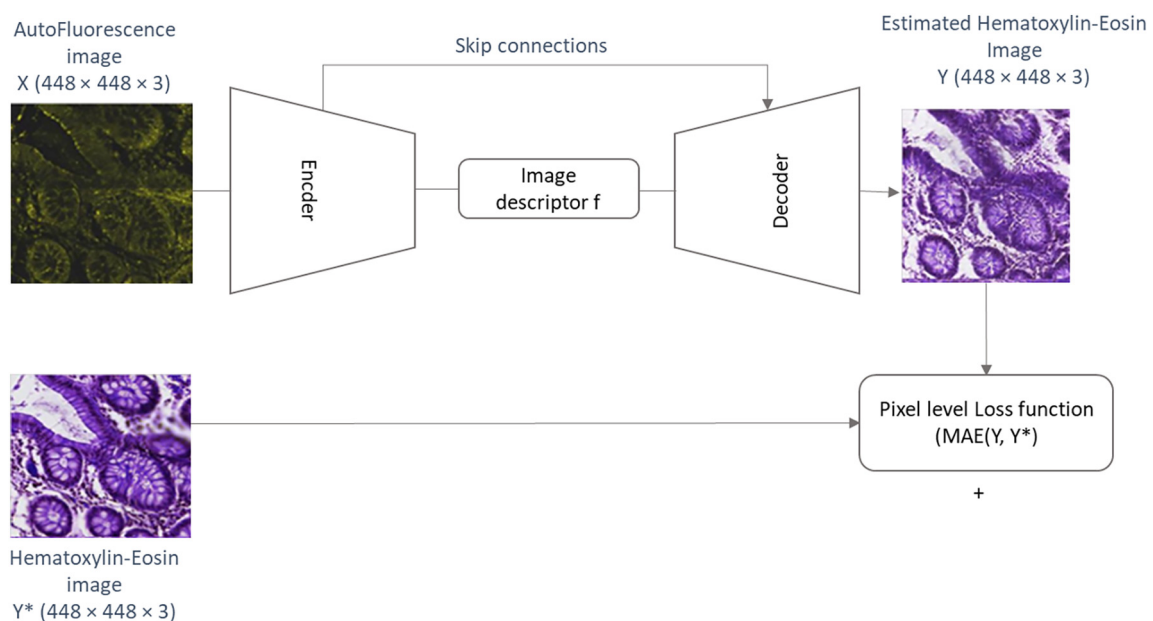 AutoFluorescence
image
X (448 × 448 × 3)
Skip connections
Estimated Hematoxylin-Eosin
Image
Y (448 × 448 × 3)
Encder
Image
descriptor f
Decoder
Pixel level Loss function
(MAE(Y, Y*)
+
Hematoxylin-Eosin
image
Y* (448 × 448 × 3)